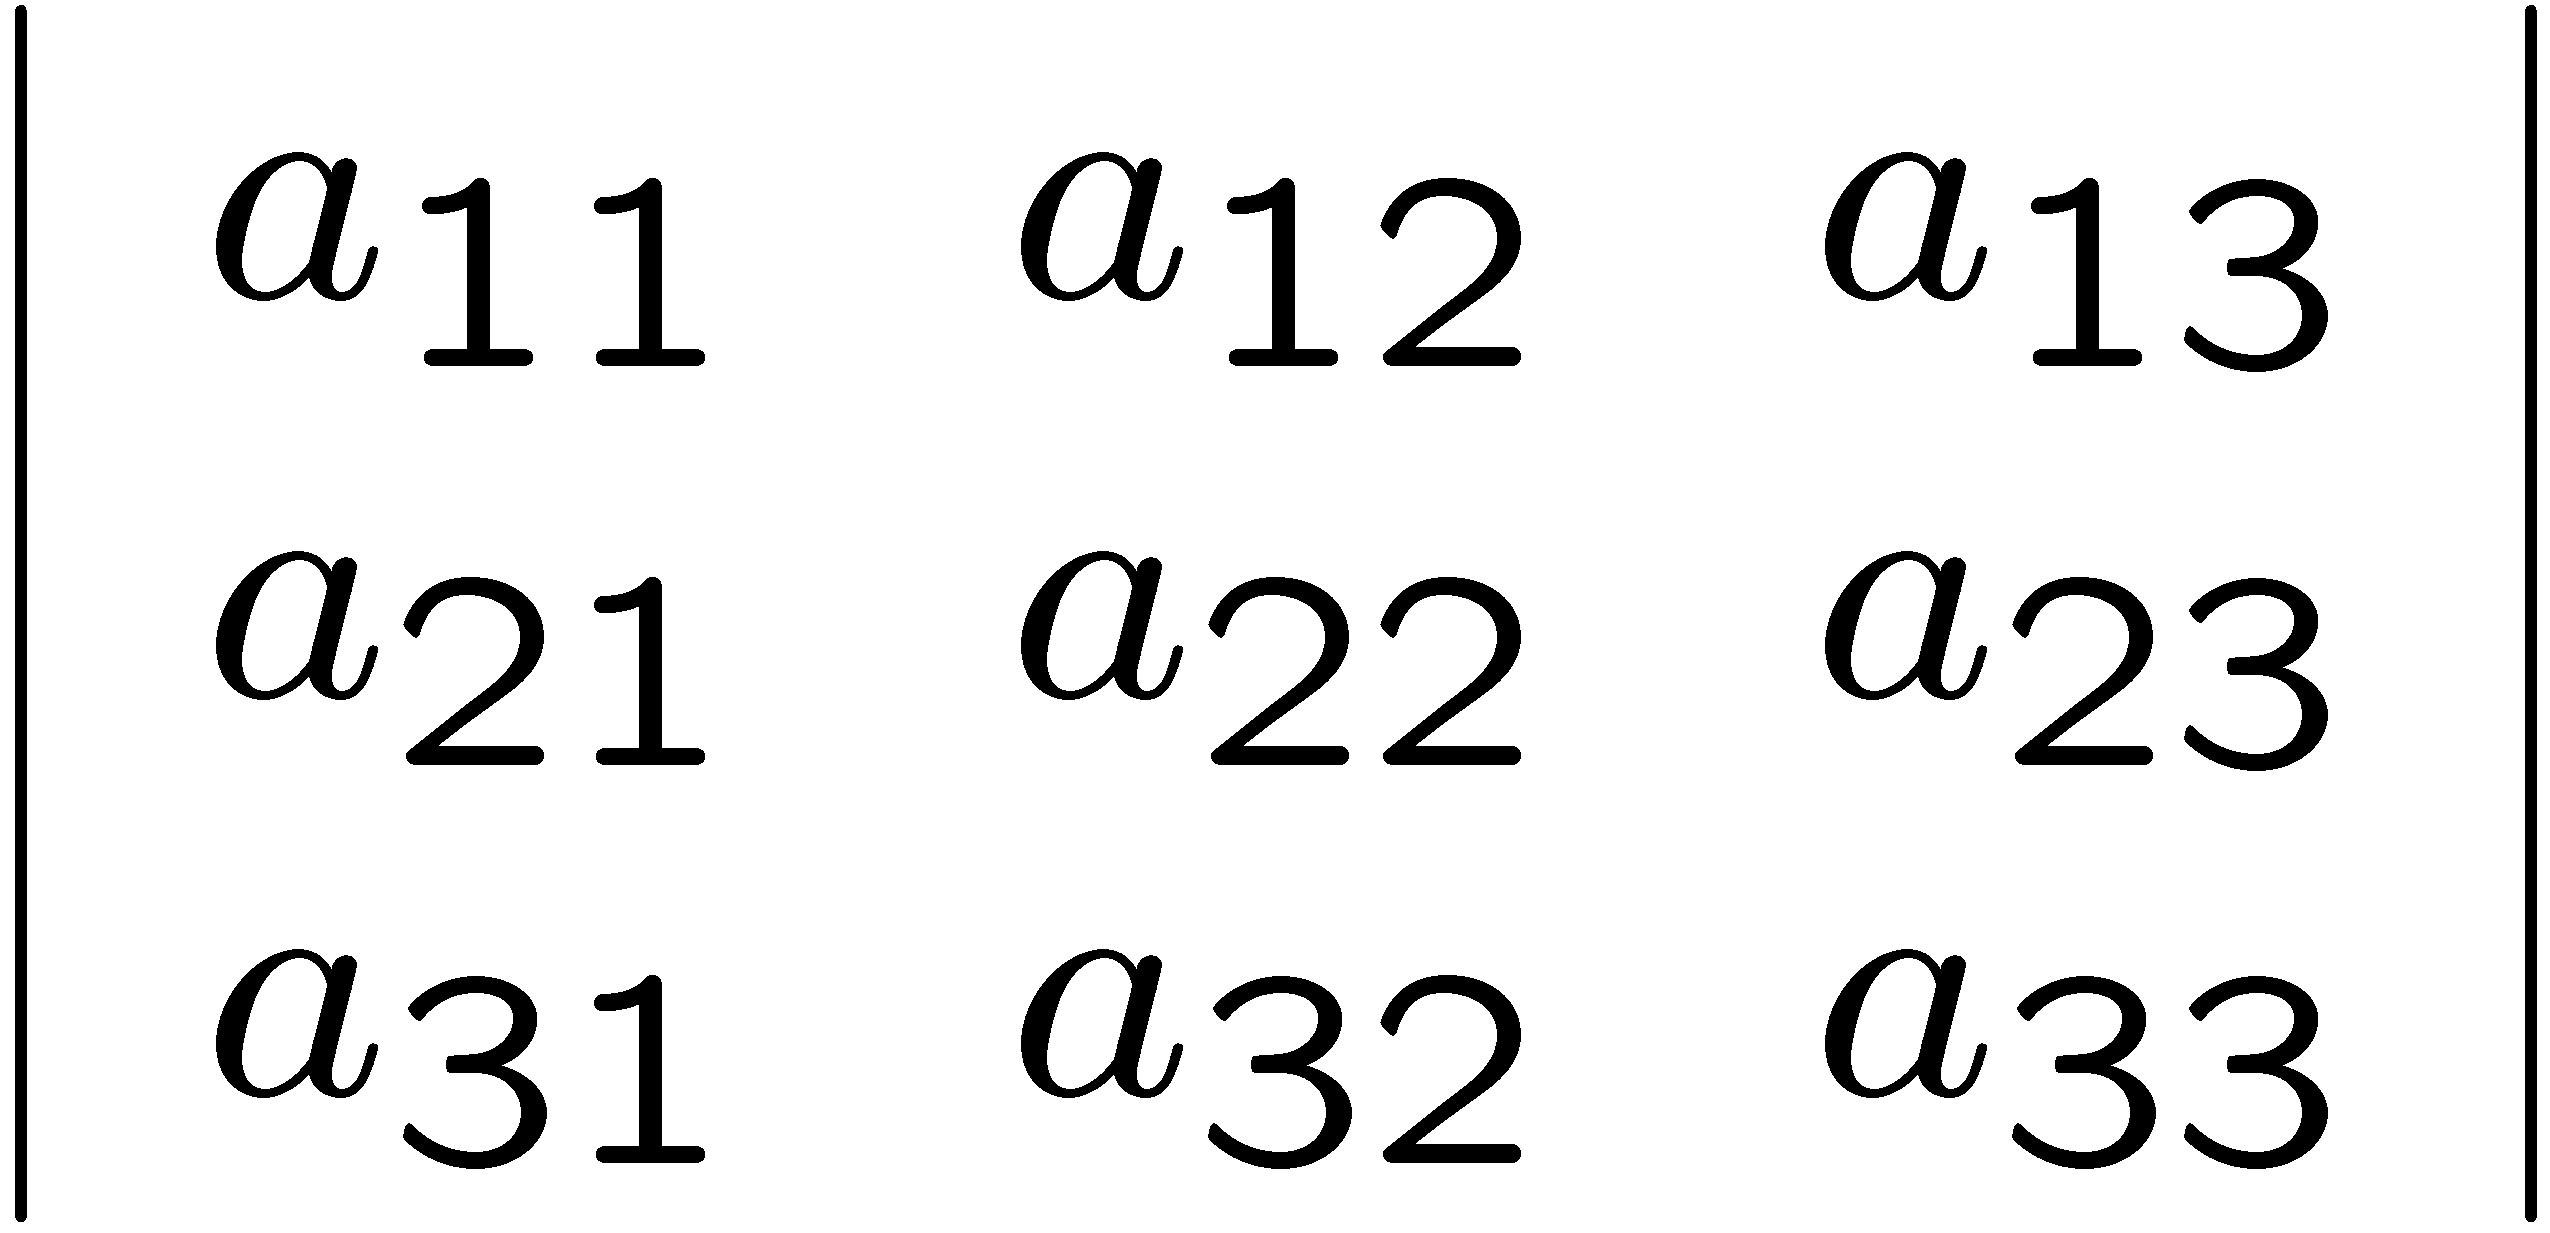 | a₁₁ a₁₂ a₁₃ |
| a₂₁ a₂₂ a₂₃ |
| a₃₁ a₃₂ a₃₃ |